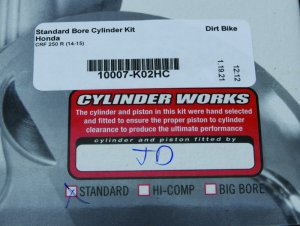 Standard Bore Cylinder Kit
Dirt Bike
Honda
CRF 250 R (14-15)
10007-K02HC
1.19.21
12:12
CYLINDER WORKS
The cylinder and piston in this kit were hand selected
and fitted to ensure the proper piston to cylinder
clearance to produce the ultimate performance
cylinder and piston fitted by
JD
STANDARD HI-COMP BIG BORE